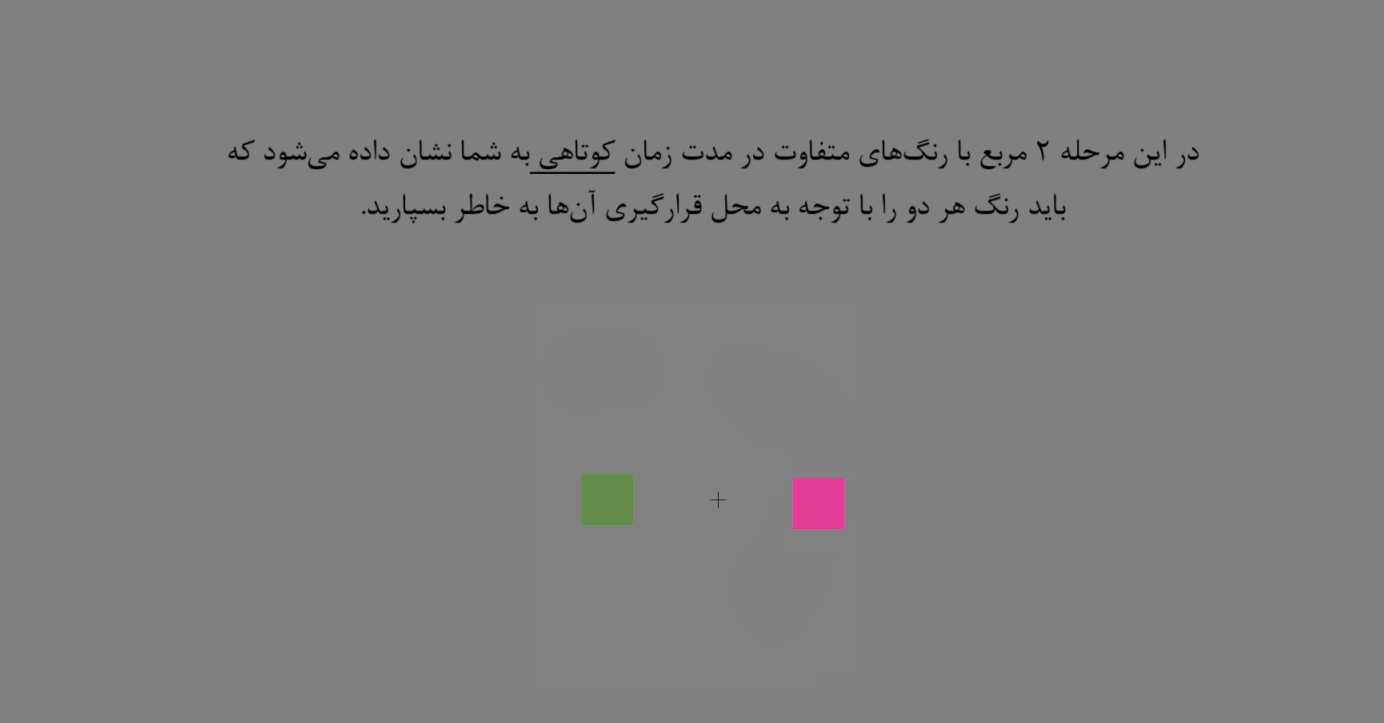 در این مرحله ۲ مربع با رنگ‌های متفاوت در مدت زمان کوتاهی به شما نشان داده می‌شود که
باید رنگ هر دو را با توجه به محل قرارگیری آن‌ها به خاطر بسپارید.